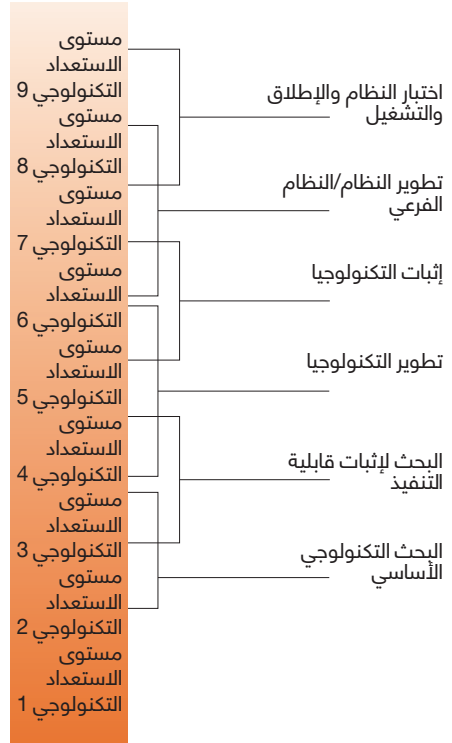 مستوى
الاستعداد
التكنولوجي 9
مستوى
الاستعداد
التكنولوجي 8
مستوى
الاستعداد
التكنولوجي 7
مستوى
الاستعداد
التكنولوجي 6
مستوى
الاستعداد
التكنولوجي 5
مستوى
الاستعداد
التكنولوجي 4
مستوى
الاستعداد
التكنولوجي 3
مستوى
الاستعداد
التكنولوجي 2
مستوى
الاستعداد
التكنولوجي 1
اختبار النظام والإطلاق
والتشغيل
تطوير النظام/النظام
الفرعي
إثبات التكنولوجيا
تطوير التكنولوجيا
البحث لإثبات قابلية
التنفيذ
البحث التكنولوجي
الأساسي